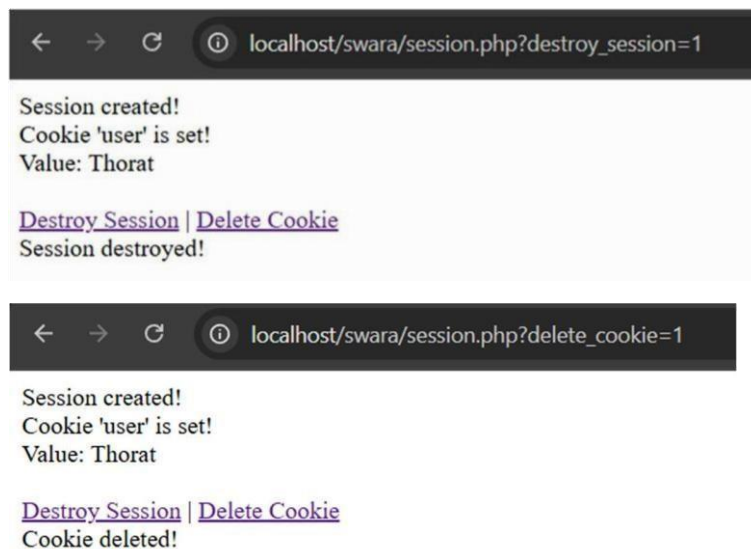 localhost/swara/session.php?destroy_session=1
Session created!
Cookie 'user' is set!
Value: Thorat
Destroy Session | Delete Cookie
Session destroyed!
localhost/swara/session.php?delete_cookie=1
Session created!
Cookie 'user' is set!
Value: Thorat
Destroy Session | Delete Cookie
Cookie deleted!